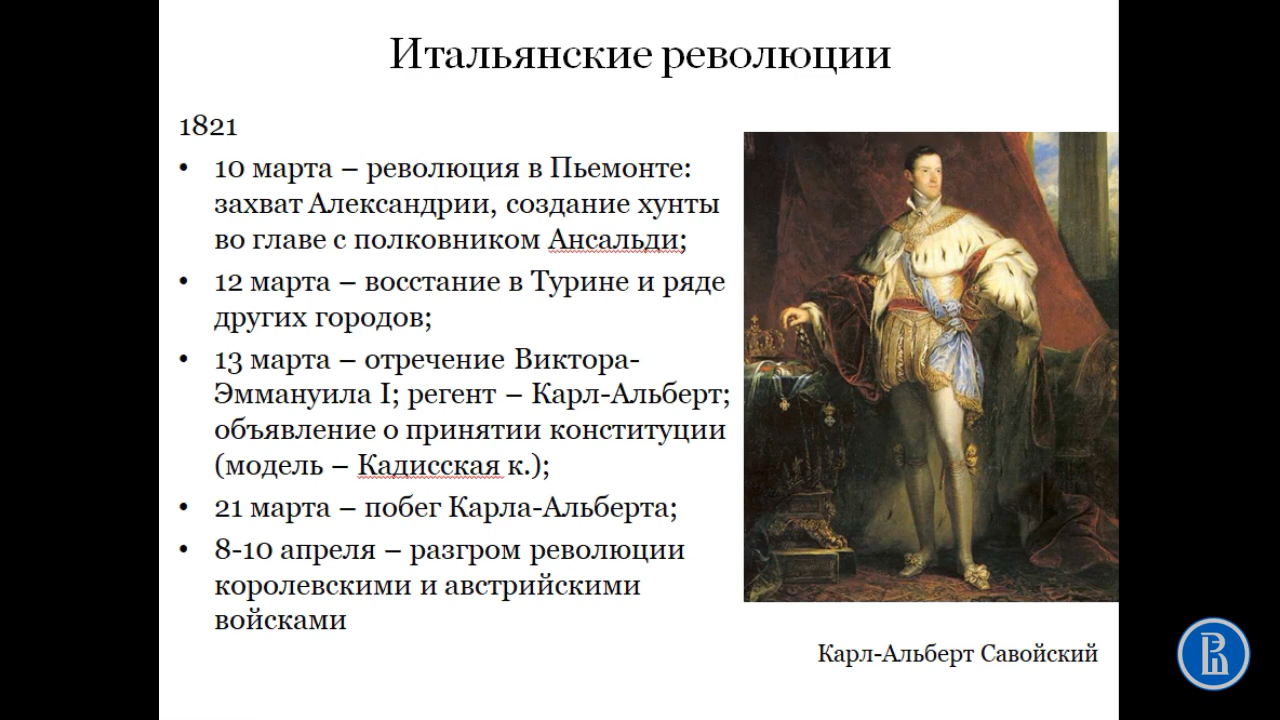 Итальянские революции
1821
• 10 марта – революция в Пьемонте:
захват Александрии, создание хунты
во главе с полковником Ансальди;
• 12 марта – восстание в Турине и ряде
других городов;
• 13 марта – отречение Виктора-
Эммануила I; регент – Карл-Альберт;
объявление о принятии конституции
(модель – Кадисская к.);
• 21 марта – побег Карла-Альберта;
• 8-10 апреля – разгром революции
королевскими и австрийскими
войсками
Карл-Альберт Савойский